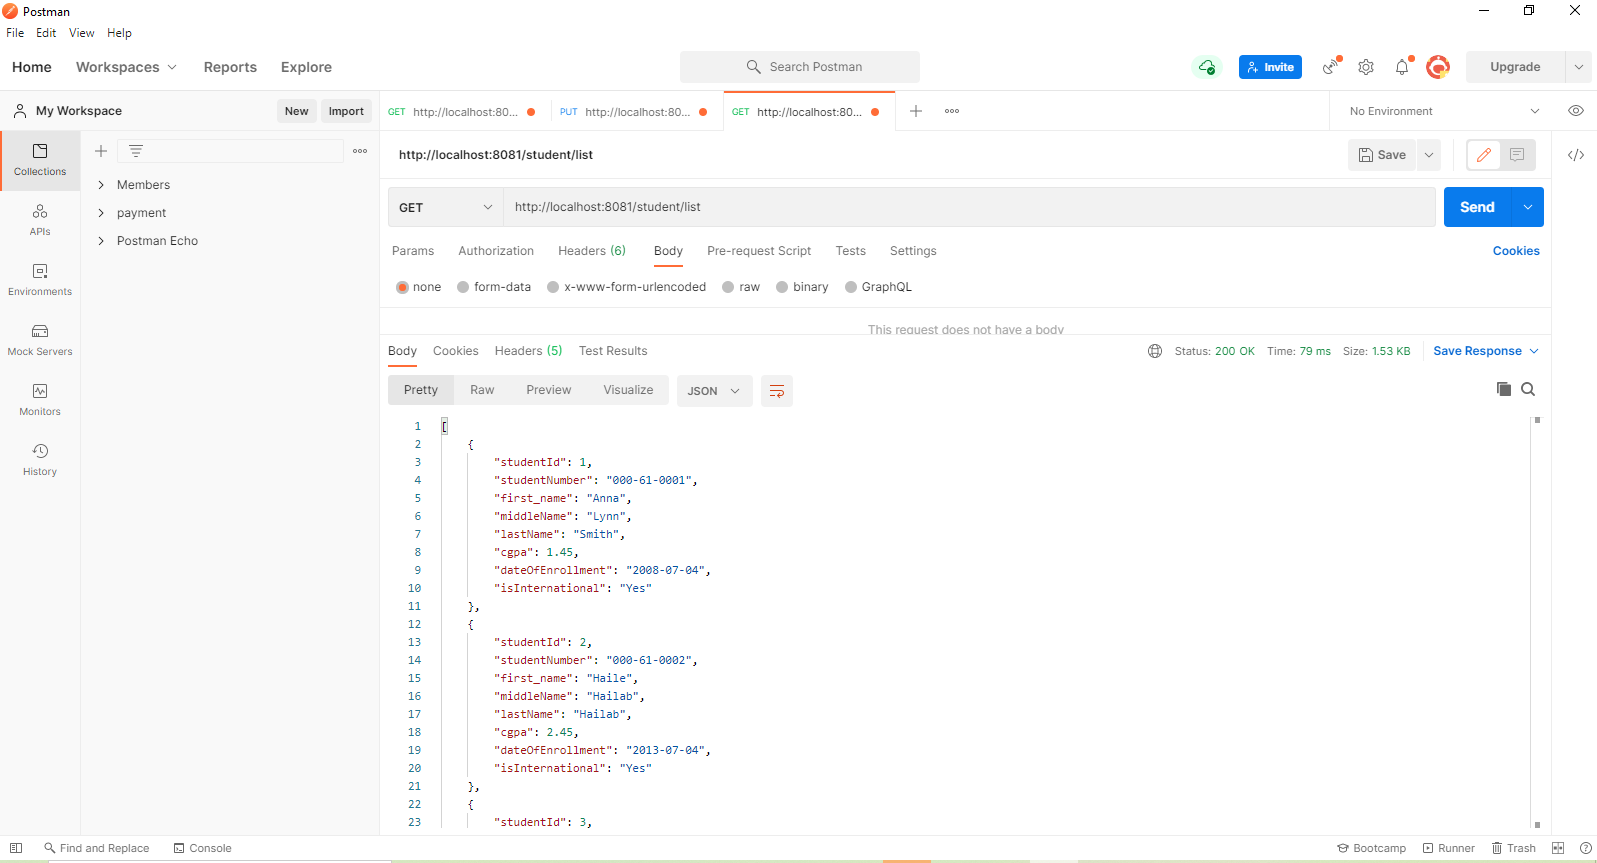 Postman
File Edit View Help
Home Workspaces Reports Explore Search Postman Invite Upgrade
My Workspace New Import GET http://localhost:80... PUT http://localhost:80... GET http://localhost:80... No Environment
Collections
APIs
Environments
Mock Servers
Monitors
History
Members
payment
Postman Echo
http://localhost:8081/student/list Save
GET http://localhost:8081/student/list Send
Params Authorization Headers (6) Body Pre-request Script Tests Settings Cookies
none form-data x-www-form-urlencoded raw binary GraphQL
This request does not have a body
Body Cookies Headers (5) Test Results Status: 200 OK Time: 79 ms Size: 1.53 KB Save Response
Pretty Raw Preview Visualize JSON
1 [
2 {
3 "studentId": 1,
4 "studentNumber": "000-61-0001",
5 "first_name": "Anna",
6 "middleName": "Lynn",
7 "lastName": "Smith",
8 "cgpa": 1.45,
9 "dateOfEnrollment": "2008-07-04",
10 "isInternational": "Yes"
11 },
12 {
13 "studentId": 2,
14 "studentNumber": "000-61-0002",
15 "first_name": "Haile",
16 "middleName": "Hailab",
17 "lastName": "Hailab",
18 "cgpa": 2.45,
19 "dateOfEnrollment": "2013-07-04",
20 "isInternational": "Yes"
21 },
22 {
23 "studentId": 3,
Find and Replace Console Bootcamp Runner Trash